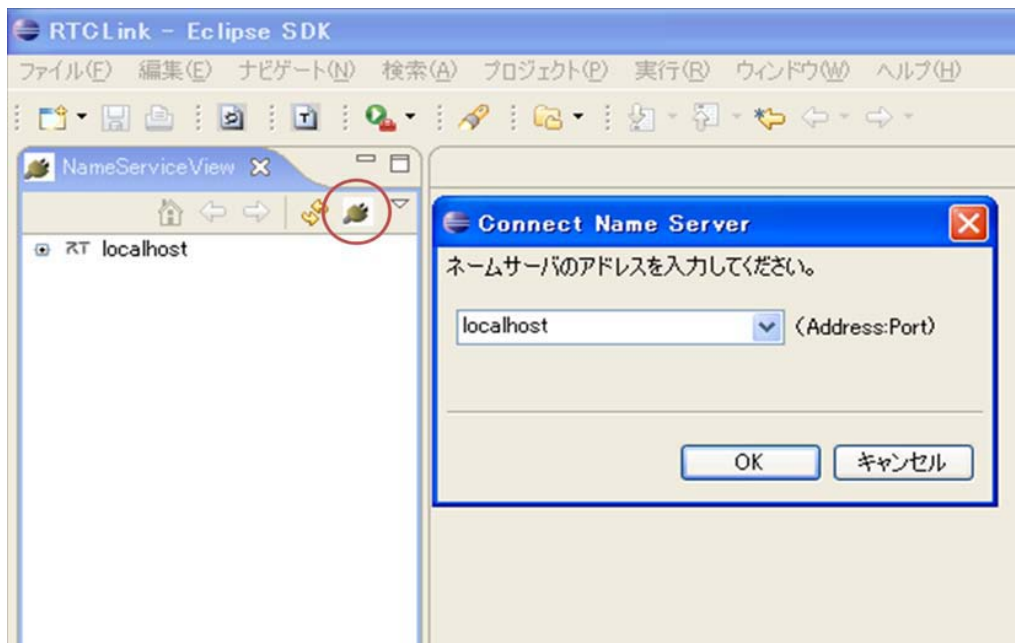 RTCLink - Eclipse SDK
ファイル(F) 編集(E) ナビゲート(N) 検索(A) プロジェクト(P) 実行(R) ウィンドウ(W) ヘルプ(H)
NameServiceView
RT localhost
Connect Name Server
ネームサーバのアドレスを入力してください。
localhost (Address:Port)
OK キャンセル